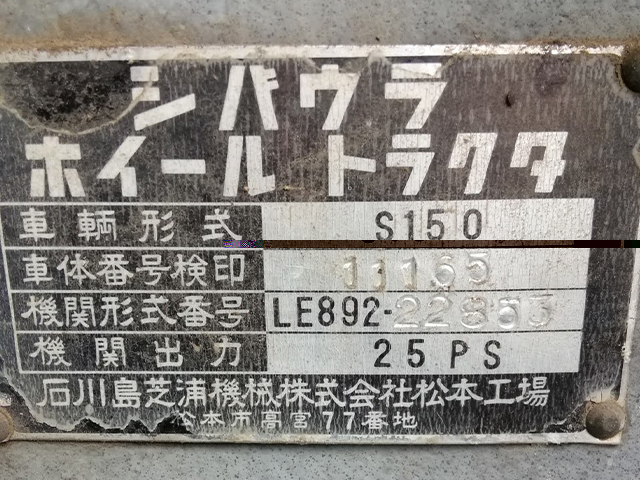 シバウラ
ホイールトラクタ
車輌形式 S150
車体番号検印 11165
機関形式番号 LE892-22853
機関出力 25PS
石川島芝浦機械株式会社松本工場
松本市高宮77番地